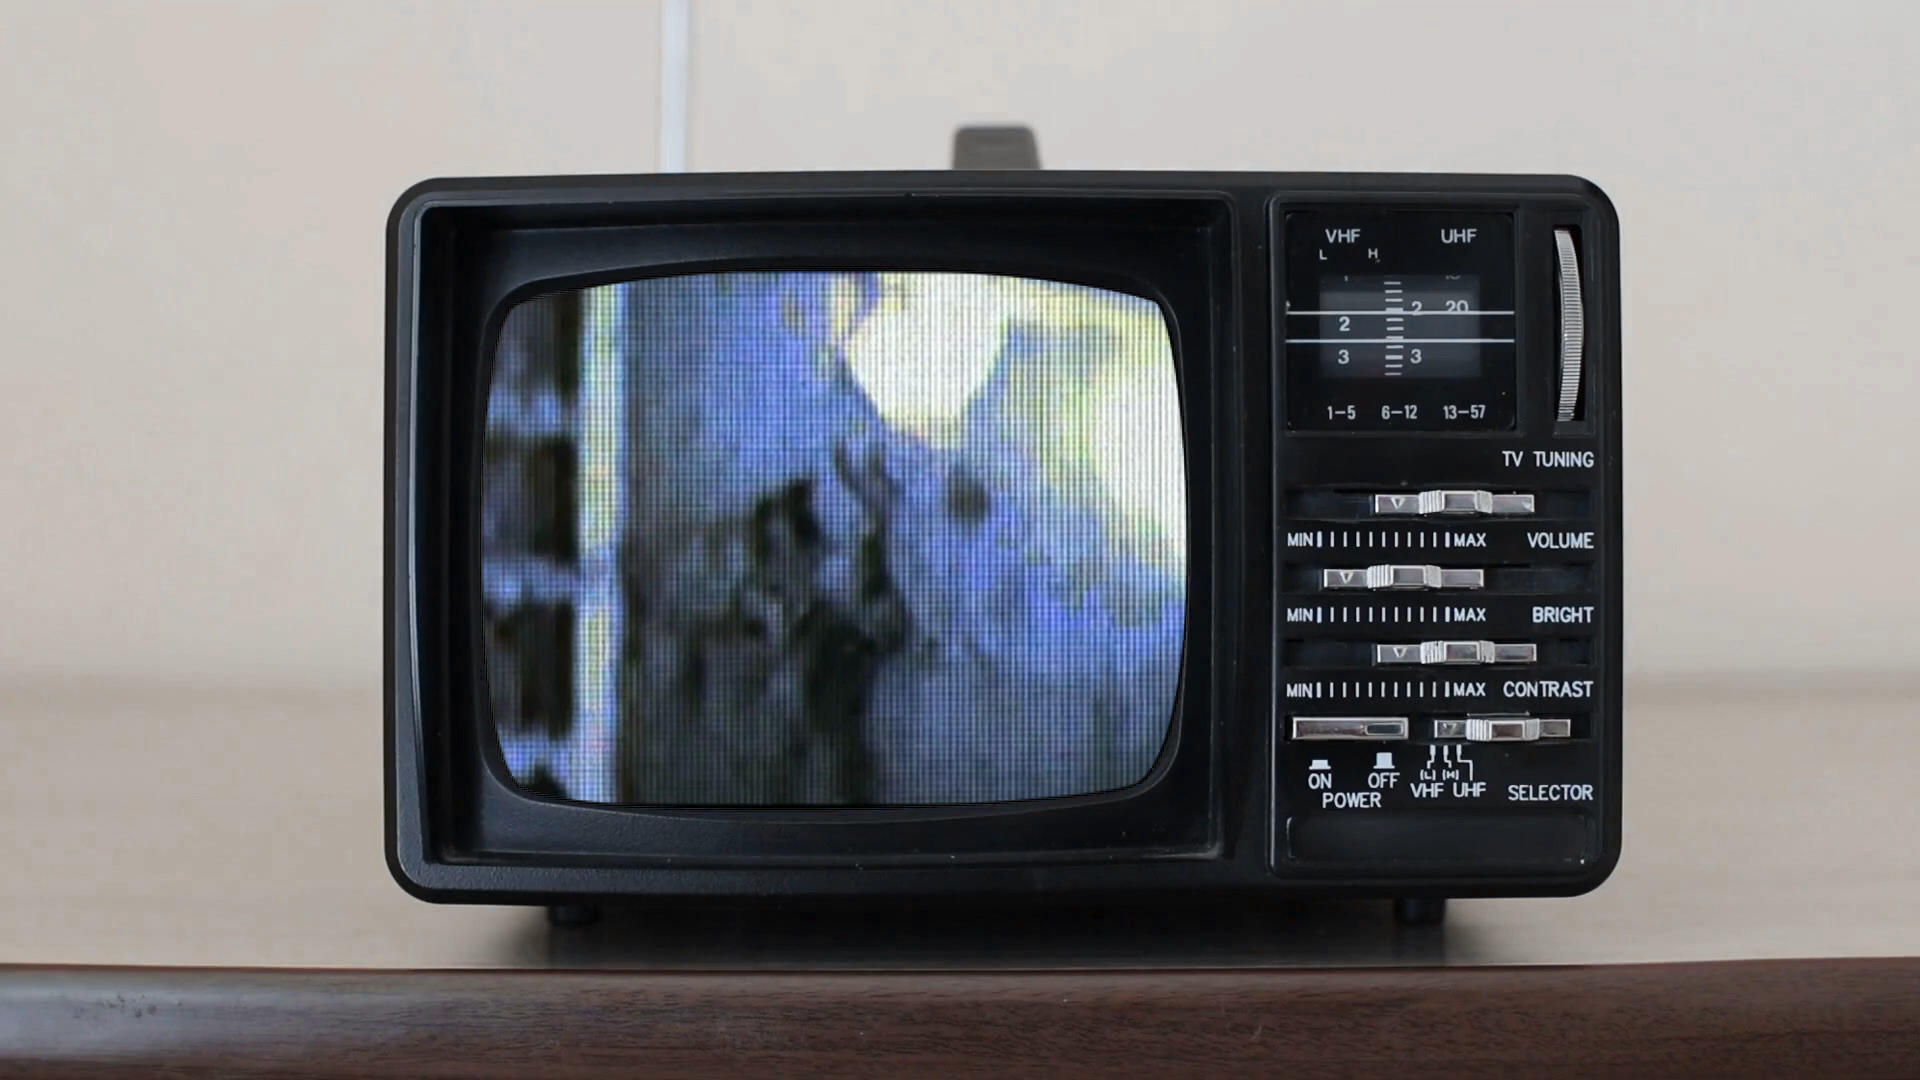 VHF UHF
L H
2 20
2
3 3
1-5 6-12 13-57
TV TUNING
MIN MAX VOLUME
MIN MAX BRIGHT
MIN MAX CONTRAST
ON OFF
POWER
(L) (H)
VHF UHF
SELECTOR